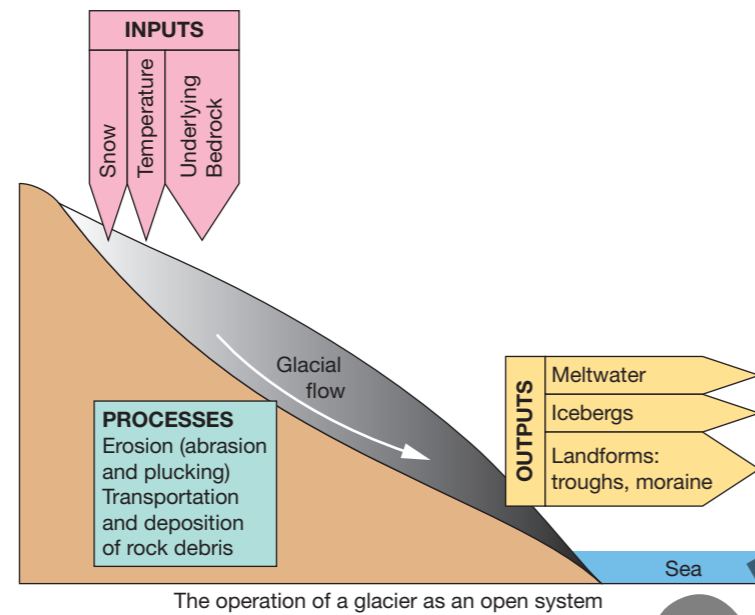 INPUTS
Snow
Temperature
Underlying
Bedrock
Glacial
flow
PROCESSES
Erosion (abrasion
and plucking)
Transportation
and deposition
of rock debris
OUTPUTS
Meltwater
Icebergs
Landforms:
troughs, moraine
Sea
The operation of a glacier as an open system